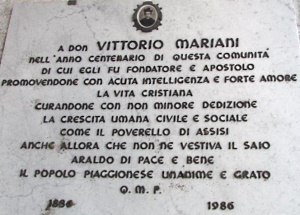 A DON VITTORIO MARIANI
NELL'ANNO CENTENARIO DI QUESTA COMUNITÀ
DI CUI EGLI FU FONDATORE E APOSTOLO
PROMOVENDONE CON ACUTA INTELLIGENZA E FORTE AMORE
LA VITA CRISTIANA
CURANDONE CON NON MINORE DEDIZIONE
LA CRESCITA UMANA CIVILE E SOCIALE
COME IL POVERELLO DI ASSISI
ANCHE ALLORA CHE NON NE VESTIVA IL SAIO
ARALDO DI PACE E BENE
IL POPOLO PIAGGIONESE UNANIME E GRATO
Q. M. P.
1886 1986